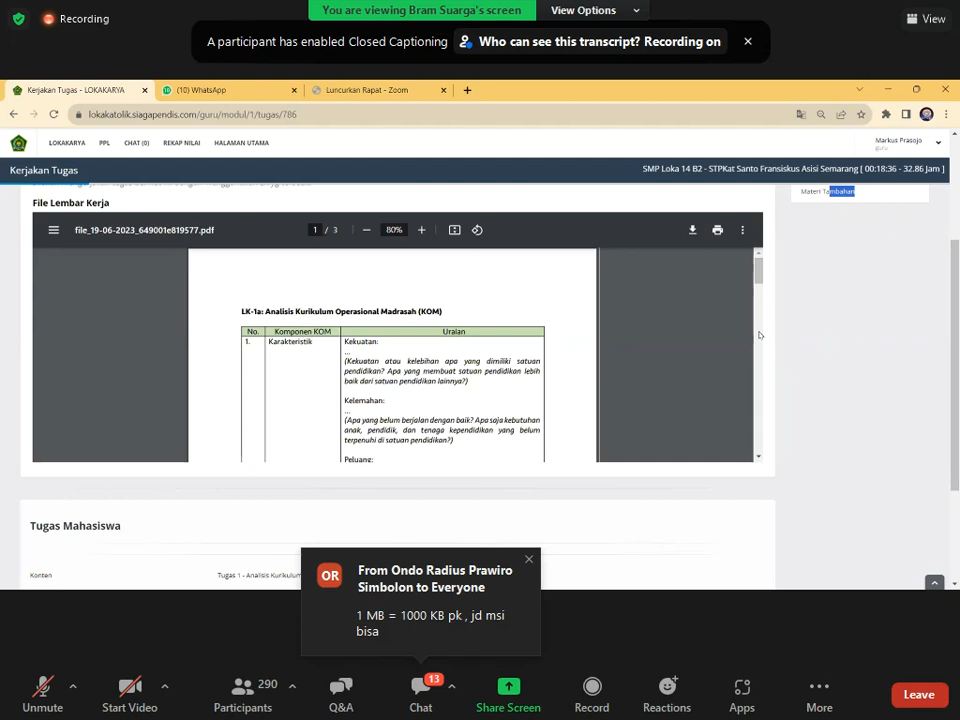 Recording
You are viewing Bram Suarga's screen
View Options
View
A participant has enabled Closed Captioning
Who can see this transcript? Recording on
Kerjakan Tugas - LOKAKARYA
(10) WhatsApp
Luncurkan Rapat - Zoom
lokakatolik.siagapendis.com/guru/modul/1/tugas/786
LOKAKARYA
PPL
CHAT (0)
REKAP NILAI
HALAMAN UTAMA
Markus Prasojo
guru
Kerjakan Tugas
SMP Loka 14 B2 - STPKat Santo Fransiskus Asisi Semarang [ 00:18:36 - 32.86 Jam ]
Materi Tambahan
File Lembar Kerja
file_19-06-2023_649001e819577.pdf
1 / 3
80%
LK-1a: Analisis Kurikulum Operasional Madrasah (KOM)
No. Komponen KOM Uraian
1. Karakteristik Kekuatan:
...
(Kekuatan atau kelebihan apa yang dimiliki satuan
pendidikan? Apa yang membuat satuan pendidikan lebih
baik dari satuan pendidikan lainnya?)
Kelemahan:
...
(Apa yang belum berjalan dengan baik? Apa saja kebutuhan
anak, pendidik, dan tenaga kependidikan yang belum
terpenuhi di satuan pendidikan?)
Peluang:
Tugas Mahasiswa
Konten
Tugas 1 - Analisis Kurikulum
OR
From Ondo Radius Prawiro
Simbolon to Everyone
1 MB = 1000 KB pk , jd msi
bisa
Unmute
Start Video
290
Participants
Q&A
13
Chat
Share Screen
Record
Reactions
Apps
More
Leave